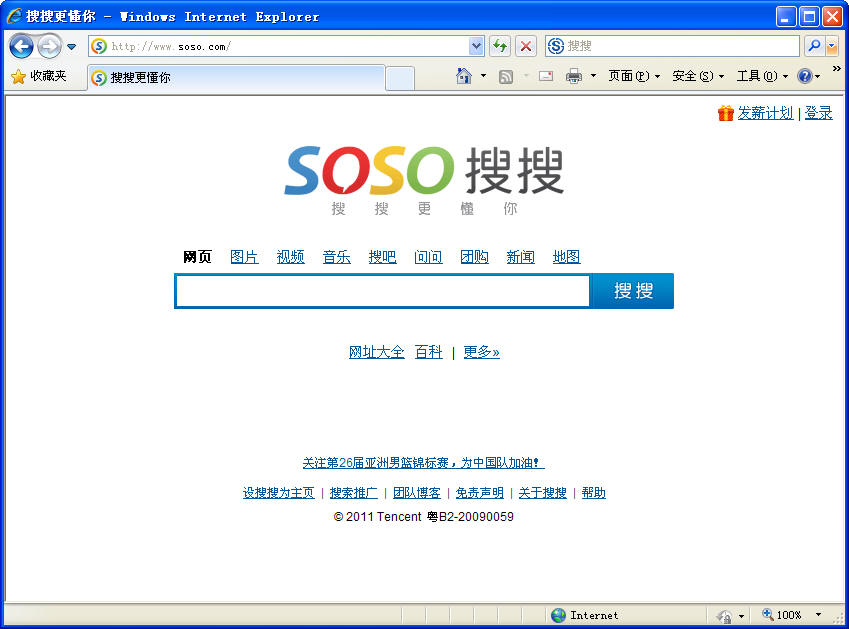 搜搜更懂你 - Windows Internet Explorer
http://www.soso.com/ 搜搜
收藏夹 搜搜更懂你 页面(P) 安全(S) 工具(O) »
发薪计划 | 登录
SOSO 搜搜
搜 搜 更 懂 你
网页 图片 视频 音乐 搜吧 问问 团购 新闻 地图
搜搜
网址大全 百科 | 更多»
关注第26届亚洲男篮锦标赛，为中国队加油！
设搜搜为主页 | 搜索推广 | 团队博客 | 免责声明 | 关于搜搜 | 帮助
© 2011 Tencent 粤B2-20090059
Internet 100%